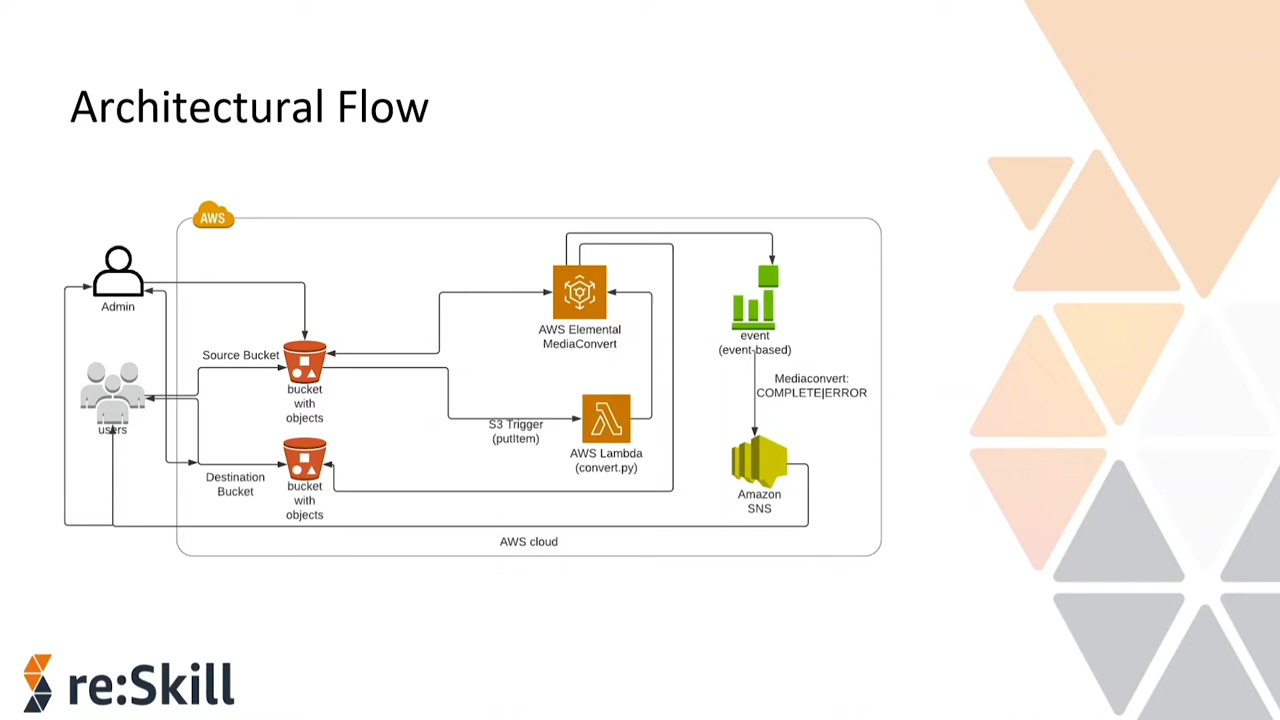 Architectural Flow
AWS
Admin
users
Source Bucket
bucket
with
objects
Destination
Bucket
bucket
with
objects
S3 Trigger
(putItem)
AWS Elemental
MediaConvert
AWS Lambda
(convert.py)
event
(event-based)
Mediaconvert:
COMPLETE|ERROR
Amazon
SNS
AWS cloud
re:Skill